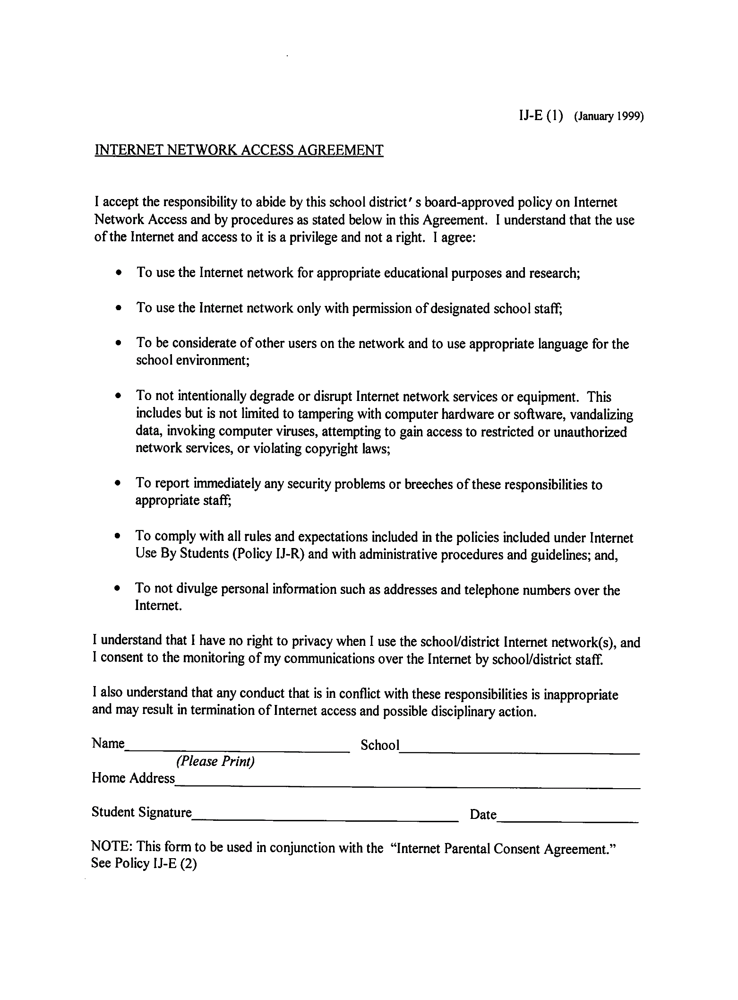 IJ-E (1) (January 1999)
INTERNET NETWORK ACCESS AGREEMENT
I accept the responsibility to abide by this school district's board-approved policy on Internet
Network Access and by procedures as stated below in this Agreement. I understand that the use
of the Internet and access to it is a privilege and not a right. I agree:
• To use the Internet network for appropriate educational purposes and research;
• To use the Internet network only with permission of designated school staff;
• To be considerate of other users on the network and to use appropriate language for the
school environment;
• To not intentionally degrade or disrupt Internet network services or equipment. This
includes but is not limited to tampering with computer hardware or software, vandalizing
data, invoking computer viruses, attempting to gain access to restricted or unauthorized
network services, or violating copyright laws;
• To report immediately any security problems or breeches of these responsibilities to
appropriate staff;
• To comply with all rules and expectations included in the policies included under Internet
Use By Students (Policy IJ-R) and with administrative procedures and guidelines; and,
• To not divulge personal information such as addresses and telephone numbers over the
Internet.
I understand that I have no right to privacy when I use the school/district Internet network(s), and
I consent to the monitoring of my communications over the Internet by school/district staff.
I also understand that any conduct that is in conflict with these responsibilities is inappropriate
and may result in termination of Internet access and possible disciplinary action.
Name School
(Please Print)
Home Address
Student Signature Date
NOTE: This form to be used in conjunction with the “Internet Parental Consent Agreement.”
See Policy IJ-E (2)